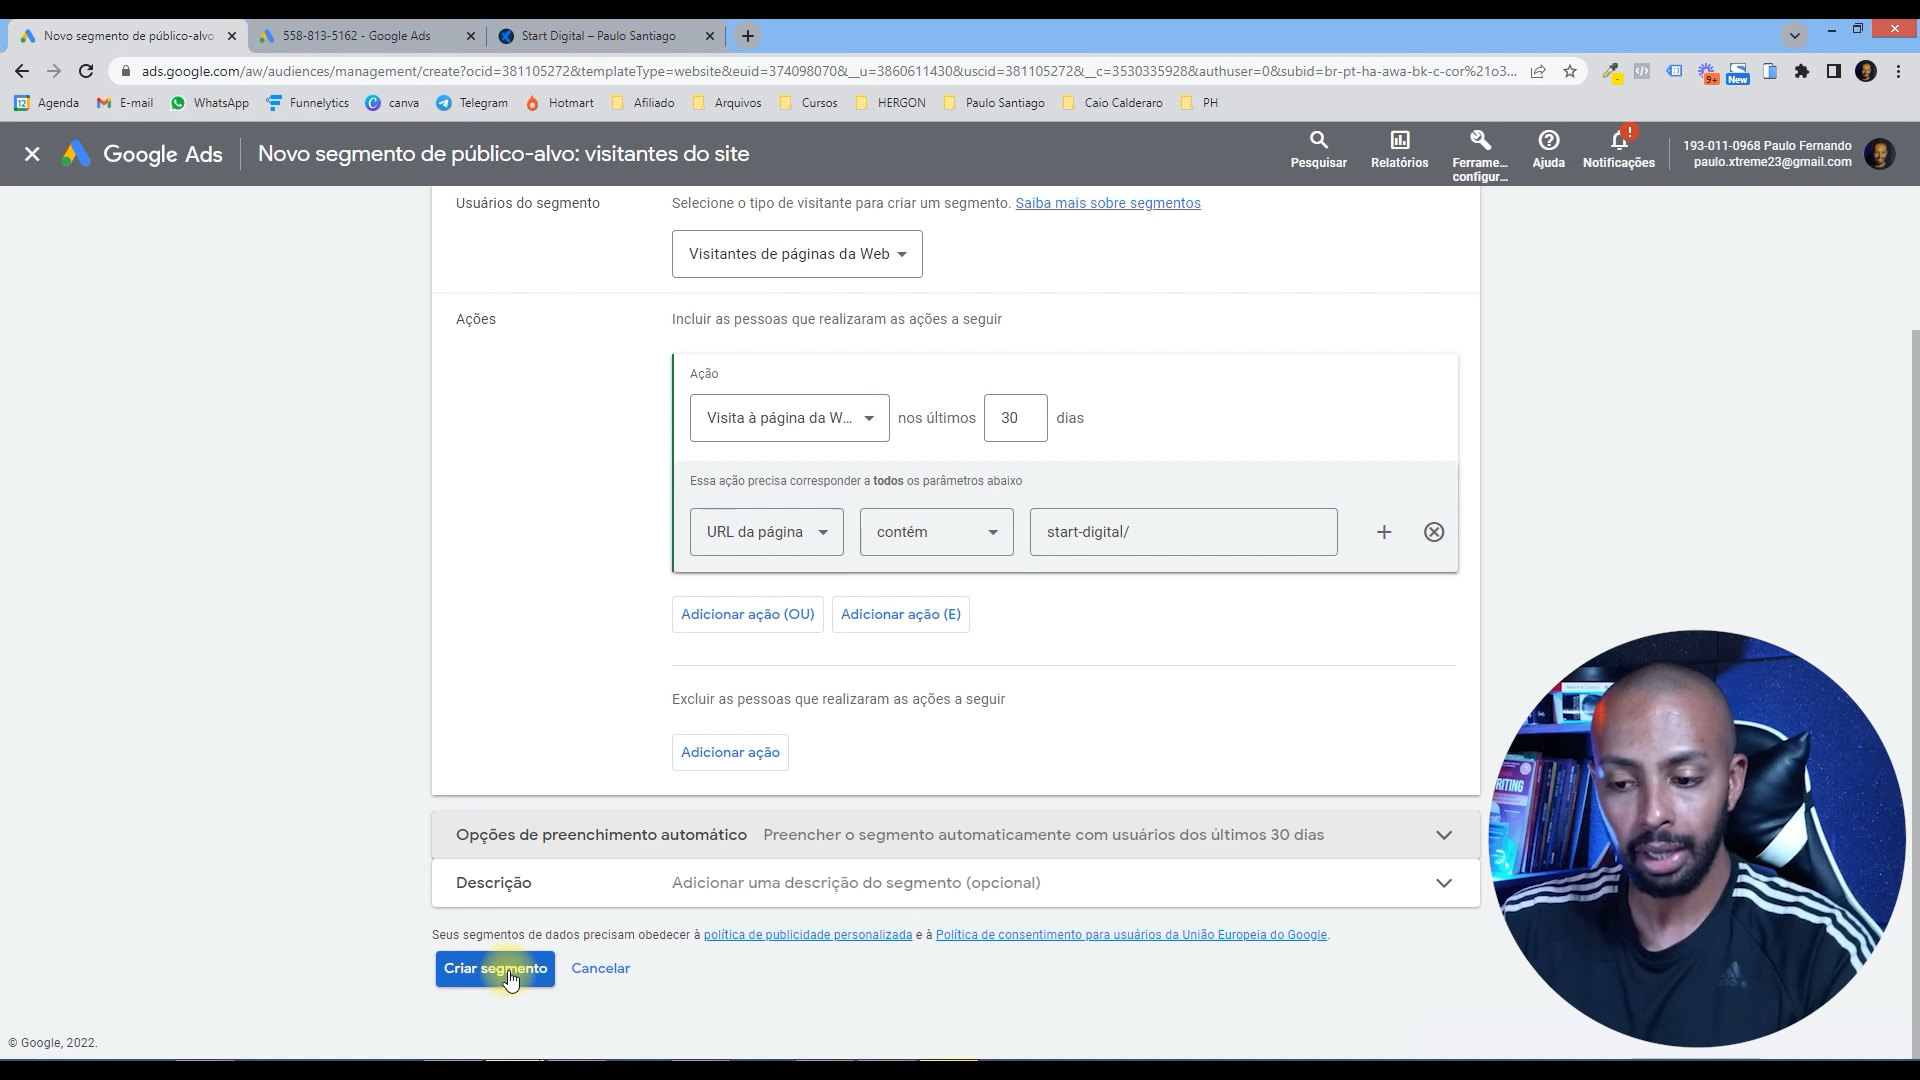 Novo segmento de público-alvo
558-813-5162 - Google Ads
Start Digital – Paulo Santiago
ads.google.com/aw/audiences/management/create?ocid=381105272&templateType=website&euid=374098070&__u=3860611430&uscid=381105272&__c=3530335928&authuser=0&subid=br-pt-ha-awa-bk-c-cor%21o3...
9+
New
12 Agenda
E-mail
WhatsApp
Funnelytics
canva
Telegram
Hotmart
Afiliado
Arquivos
Cursos
HERGON
Paulo Santiago
Caio Calderaro
PH
Google Ads
Novo segmento de público-alvo: visitantes do site
Pesquisar
Relatórios
Ferrame...
configur...
Ajuda
!
Notificações
193-011-0968 Paulo Fernando
paulo.xtreme23@gmail.com
Usuários do segmento
Selecione o tipo de visitante para criar um segmento. Saiba mais sobre segmentos
Visitantes de páginas da Web
Ações
Incluir as pessoas que realizaram as ações a seguir
Ação
Visita à página da W... nos últimos 30 dias
Essa ação precisa corresponder a todos os parâmetros abaixo
URL da página contém start-digital/
Adicionar ação (OU) Adicionar ação (E)
Excluir as pessoas que realizaram as ações a seguir
Adicionar ação
Opções de preenchimento automático Preencher o segmento automaticamente com usuários dos últimos 30 dias
Descrição Adicionar uma descrição do segmento (opcional)
Seus segmentos de dados precisam obedecer à política de publicidade personalizada e à Política de consentimento para usuários da União Europeia do Google.
Criar segmento Cancelar
© Google, 2022.
RITING
adidas